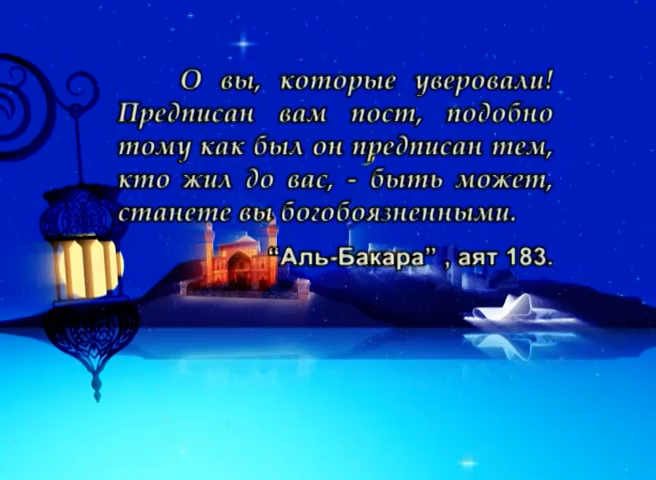 О вы, которые уверовали!
Предписан вам пост, подобно
тому как был он предписан тем,
кто жил до вас, - быть может,
станете вы богобоязненными.
“Аль-Бакара” , аят 183.